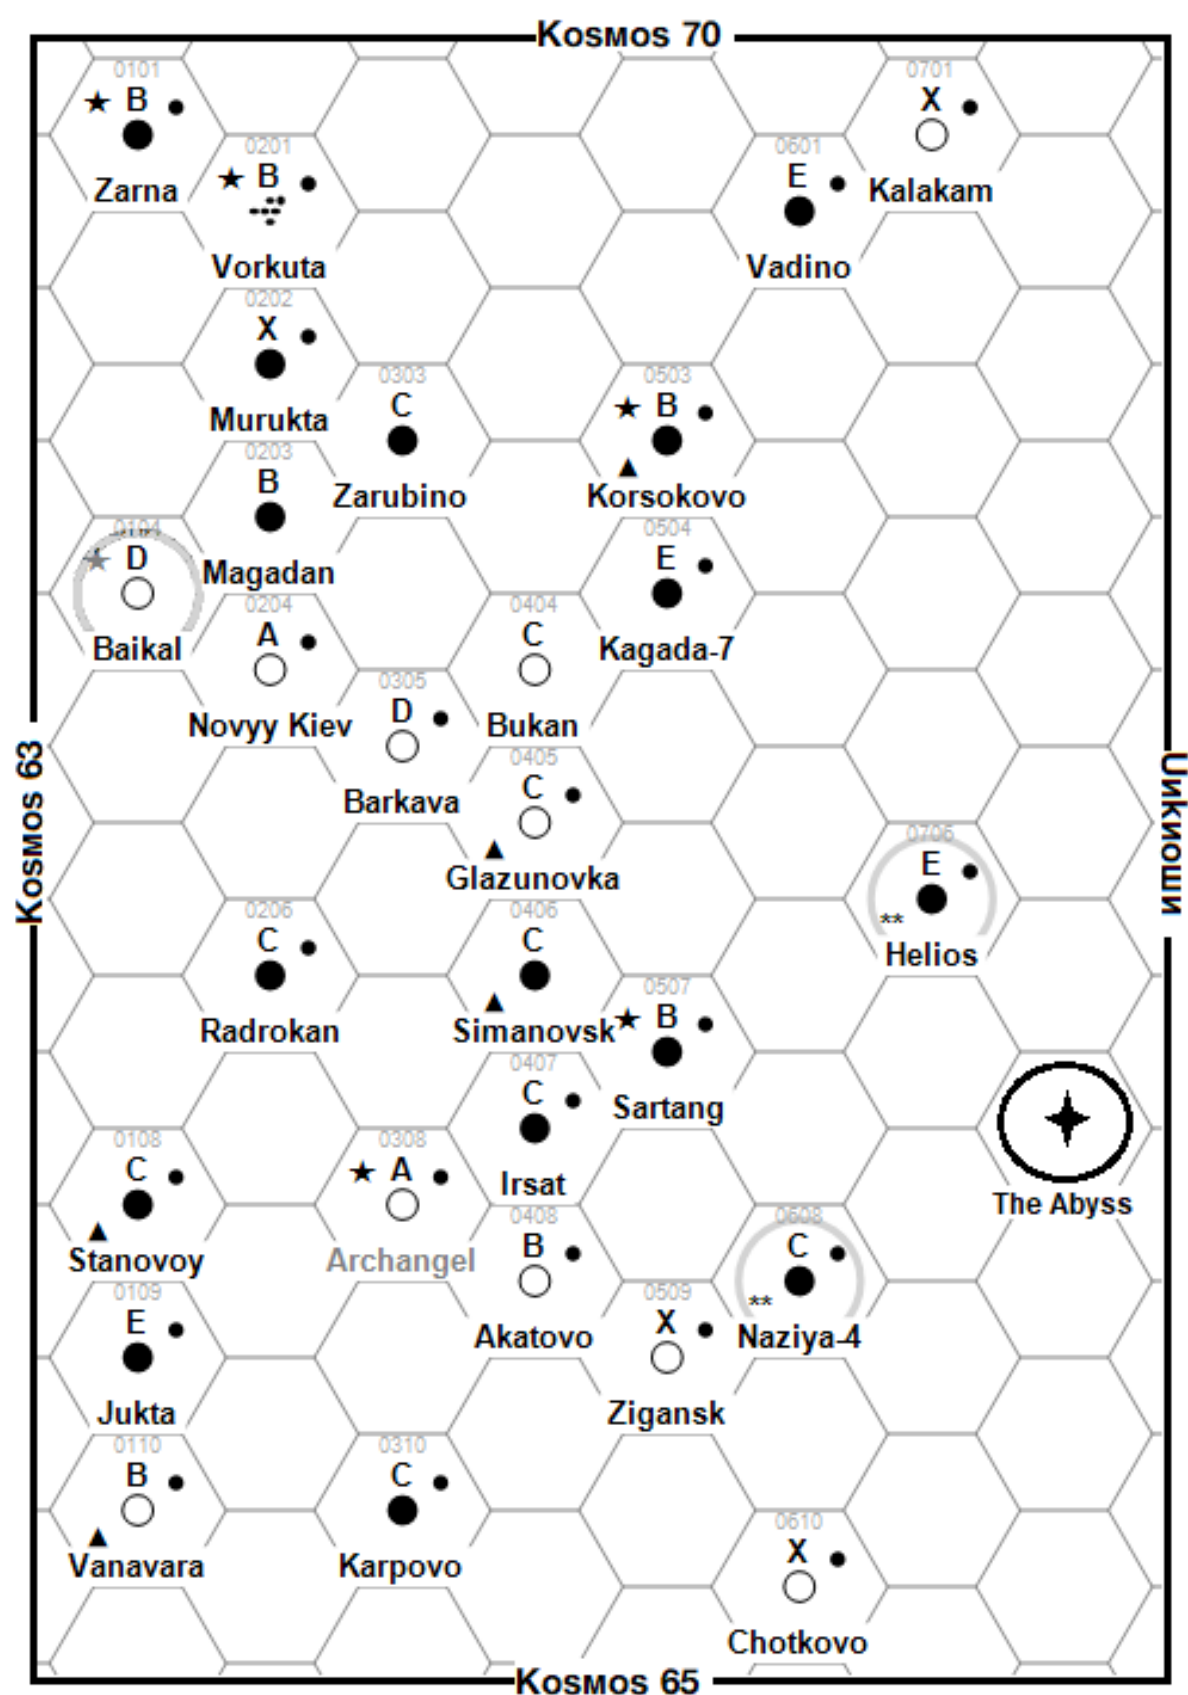 Kosmos 70
0101
B
Zarna
0201
B
Vorkuta
0601
E
Vadino
0701
X
Kalakam
0202
X
Murukta
0303
C
Zarubino
0503
B
Korsokovo
0203
B
Magadan
0104
D
Baikal
0504
E
Kagada-7
0204
A
Novyy Kiev
0404
C
Bukan
0305
D
Barkava
0405
C
Glazunovka
Kosmos 63
Uикиоши
0706
E
**
Helios
0206
C
Radrokan
0406
C
Simanovsk
0507
B
Sartang
0407
C
Irsat
The Abyss
0108
C
Stanovoy
0308
A
Archangel
0408
B
Akatovo
0608
C
**
Naziya-4
0109
E
Jukta
0509
X
Zigansk
0110
B
Vanavara
0310
C
Karpovo
0610
X
Chotkovo
Kosmos 65